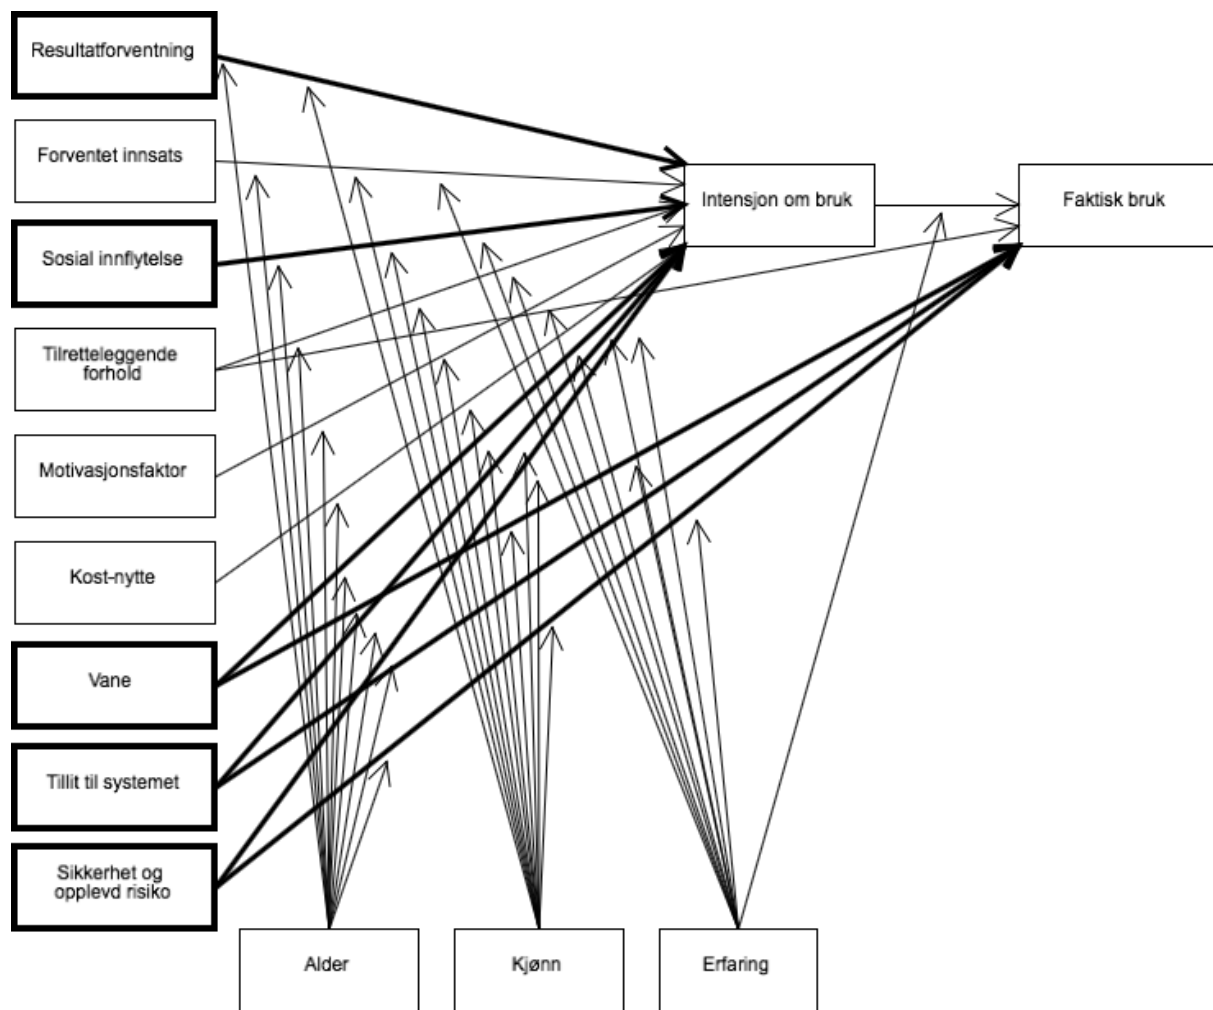 Resultatforventning
Forventet innsats
Sosial innflytelse
Tilretteleggende
forhold
Motivasjonsfaktor
Kost-nytte
Vane
Tillit til systemet
Sikkerhet og
opplevd risiko
Intensjon om bruk
Faktisk bruk
Alder
Kjønn
Erfaring